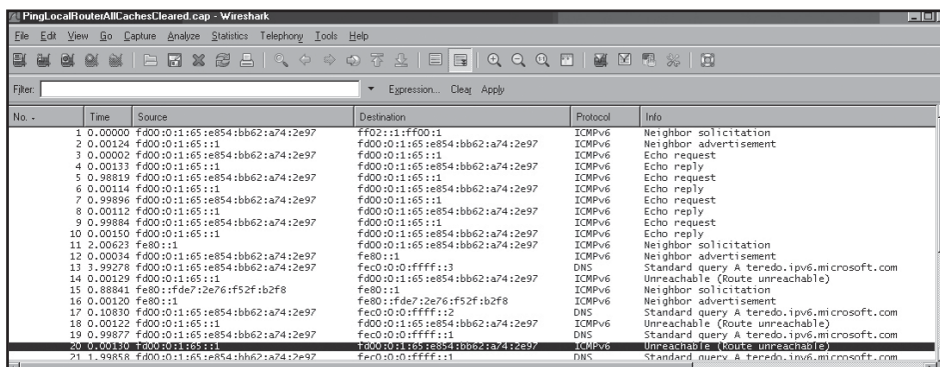 PingLocalRouterAllCachesCleared.cap - Wireshark
File Edit View Go Capture Analyze Statistics Telephony Tools Help
Filter: Expression... Clear Apply
No. - Time Source Destination Protocol Info
1 0.00000 fd00:0:1:65:e854:bb62:a74:2e97 ff02::1:ff00:1 ICMPv6 Neighbor solicitation
2 0.00124 fd00:0:1:65::1 fd00:0:1:65:e854:bb62:a74:2e97 ICMPv6 Neighbor advertisement
3 0.00002 fd00:0:1:65:e854:bb62:a74:2e97 fd00:0:1:65::1 ICMPv6 Echo request
4 0.00133 fd00:0:1:65::1 fd00:0:1:65:e854:bb62:a74:2e97 ICMPv6 Echo reply
5 0.98819 fd00:0:1:65:e854:bb62:a74:2e97 fd00:0:1:65::1 ICMPv6 Echo request
6 0.00114 fd00:0:1:65::1 fd00:0:1:65:e854:bb62:a74:2e97 ICMPv6 Echo reply
7 0.99896 fd00:0:1:65:e854:bb62:a74:2e97 fd00:0:1:65::1 ICMPv6 Echo request
8 0.00112 fd00:0:1:65::1 fd00:0:1:65:e854:bb62:a74:2e97 ICMPv6 Echo reply
9 0.99884 fd00:0:1:65:e854:bb62:a74:2e97 fd00:0:1:65::1 ICMPv6 Echo request
10 0.00150 fd00:0:1:65::1 fd00:0:1:65:e854:bb62:a74:2e97 ICMPv6 Echo reply
11 2.00623 fe80::1 fd00:0:1:65:e854:bb62:a74:2e97 ICMPv6 Neighbor solicitation
12 0.00034 fd00:0:1:65:e854:bb62:a74:2e97 fe80::1 ICMPv6 Neighbor advertisement
13 3.99278 fd00:0:1:65:e854:bb62:a74:2e97 fec0:0:0:ffff::3 DNS Standard query A teredo.ipv6.microsoft.com
14 0.00129 fd00:0:1:65::1 fd00:0:1:65:e854:bb62:a74:2e97 ICMPv6 Unreachable (Route unreachable)
15 0.88841 fe80::fde7:2e76:f52f:b2f8 fe80::1 ICMPv6 Neighbor solicitation
16 0.00120 fe80::1 fe80::fde7:2e76:f52f:b2f8 ICMPv6 Neighbor advertisement
17 0.10830 fd00:0:1:65:e854:bb62:a74:2e97 fec0:0:0:ffff::2 DNS Standard query A teredo.ipv6.microsoft.com
18 0.00122 fd00:0:1:65::1 fd00:0:1:65:e854:bb62:a74:2e97 ICMPv6 Unreachable (Route unreachable)
19 0.99877 fd00:0:1:65:e854:bb62:a74:2e97 fec0:0:0:ffff::1 DNS Standard query A teredo.ipv6.microsoft.com
20 0.00130 fd00:0:1:65::1 fd00:0:1:65:e854:bb62:a74:2e97 ICMPv6 Unreachable (Route unreachable)
21 1.99858 fd00:0:1:65:e854:bb62:a74:2e97 fec0:0:0:ffff::1 DNS Standard query A teredo.ipv6.microsoft.com